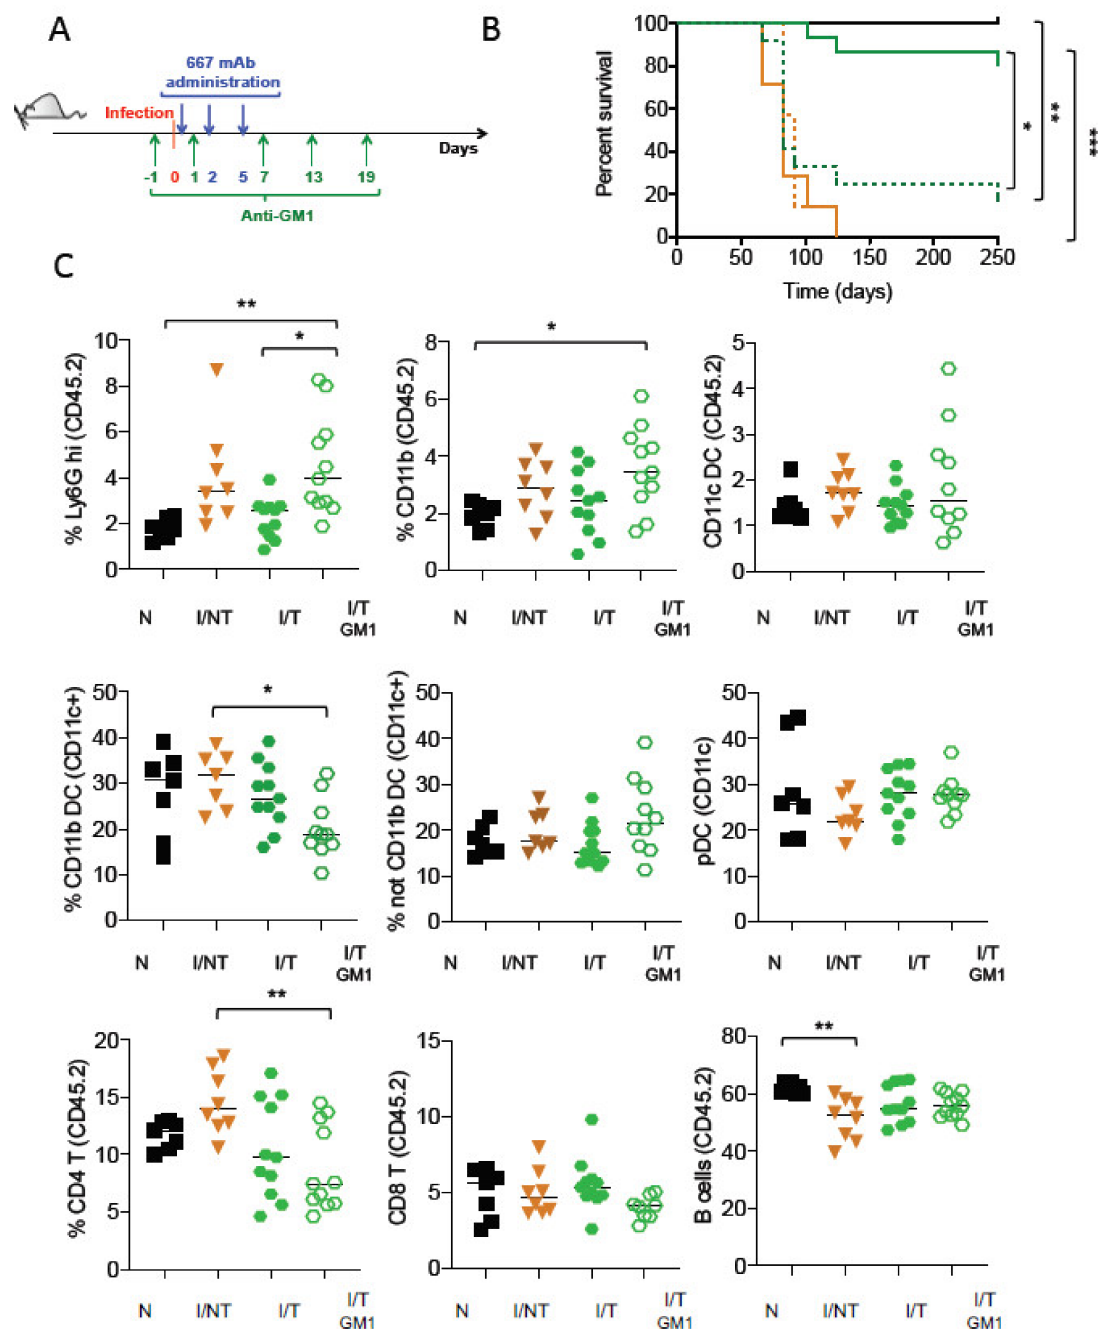 A
667 mAb
administration
Infection
Days
-1 0 1 2 5 7 13 19
Anti-GM1
B
Percent survival
100
80
60
40
20
0
0 50 100 150 200 250
Time (days)
*
**
***
C
**
*
% Ly6G hi (CD45.2)
10
8
6
4
2
0
N I/NT I/T I/T
GM1
*
% CD11b (CD45.2)
8
6
4
2
0
N I/NT I/T I/T
GM1
CD11c DC (CD45.2)
5
4
3
2
1
0
N I/NT I/T I/T
GM1
*
% CD11b DC (CD11c+)
50
40
30
20
10
0
N I/NT I/T I/T
GM1
% not CD11b DC (CD11c+)
50
40
30
20
10
0
N I/NT I/T I/T
GM1
pDC (CD11c)
50
40
30
20
10
0
N I/NT I/T I/T
GM1
**
% CD4 T (CD45.2)
20
15
10
5
0
N I/NT I/T I/T
GM1
CD8 T (CD45.2)
15
10
5
0
N I/NT I/T I/T
GM1
**
B cells (CD45.2)
80
60
40
20
0
N I/NT I/T I/T
GM1